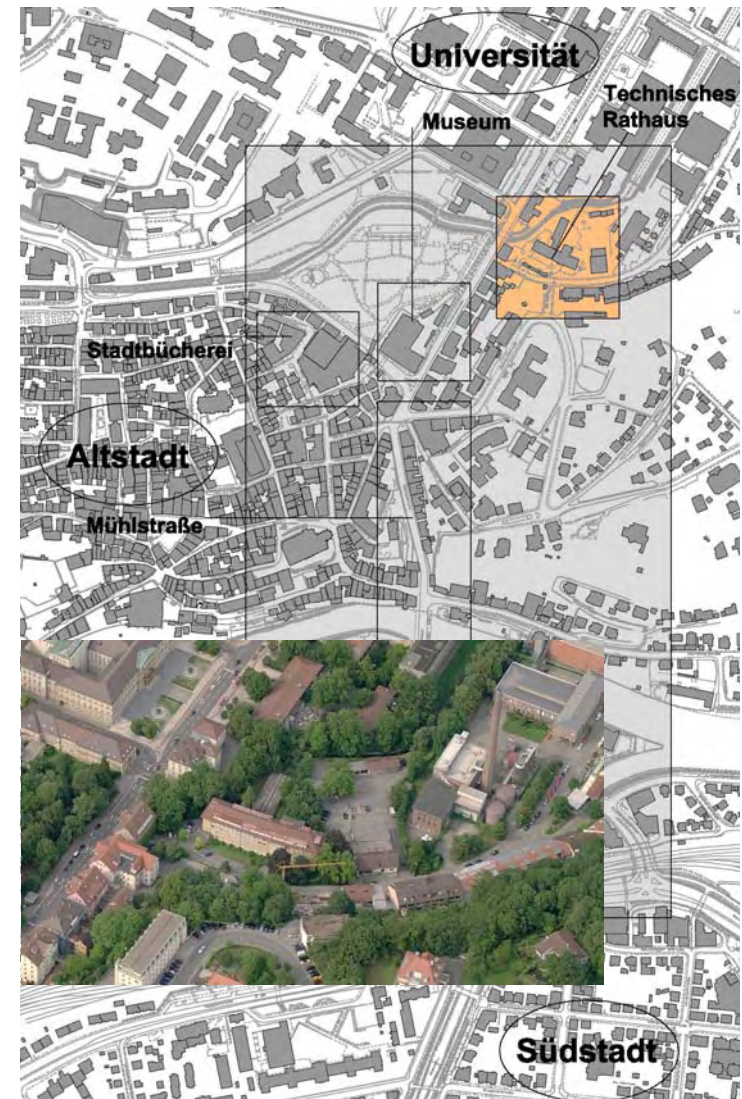 Universität
Technisches
Rathaus
Museum
Stadtbücherei
Altstadt
Mühlstraße
Südstadt